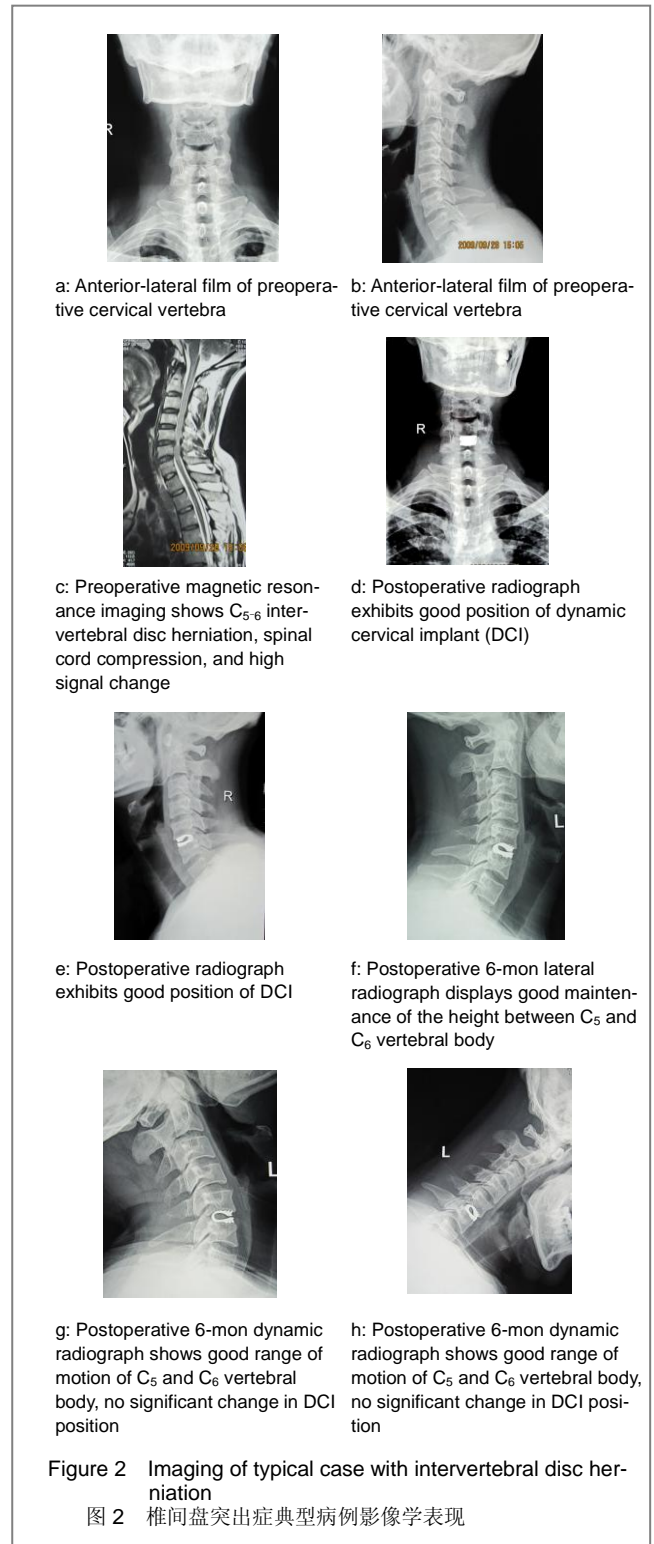 R
2009/09/28 15:05
a: Anterior-lateral film of preopera-
tive cervical vertebra
b: Anterior-lateral film of preopera-
tive cervical vertebra
R
c: Preoperative magnetic reson-
ance imaging shows C5-6 inter-
vertebral disc herniation, spinal
cord compression, and high
signal change
d: Postoperative radiograph
exhibits good position of dynamic
cervical implant (DCI)
R
L
e: Postoperative radiograph
exhibits good position of DCI
f: Postoperative 6-mon lateral
radiograph displays good mainten-
ance of the height between C5 and
C6 vertebral body
L
L
g: Postoperative 6-mon dynamic
radiograph shows good range of
motion of C5 and C6 vertebral
body, no significant change in DCI
position
h: Postoperative 6-mon dynamic
radiograph shows good range of
motion of C5 and C6 vertebral body,
no significant change in DCI posi-
tion
Figure 2 Imaging of typical case with intervertebral disc her-
niation
图 2 椎间盘突出症典型病例影像学表现